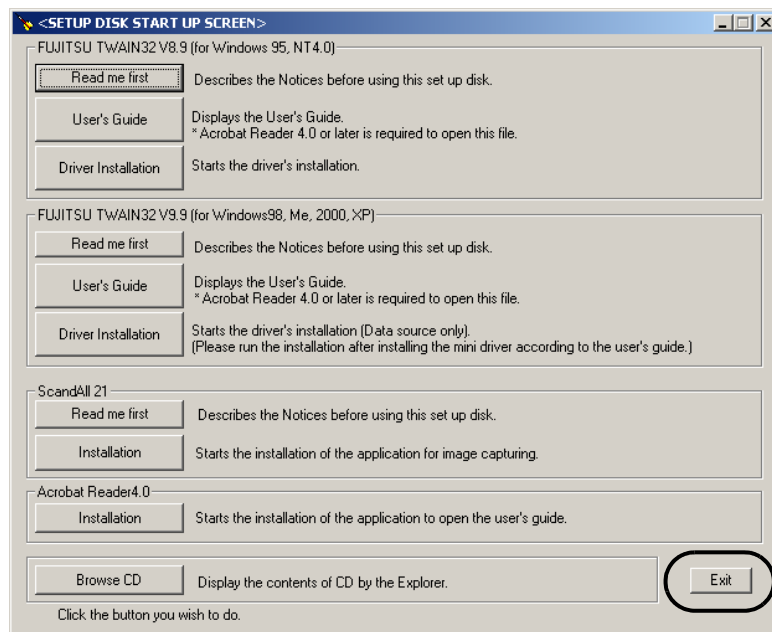 <SETUP DISK START UP SCREEN>
FUJITSU TWAIN32 V8.9 (for Windows 95, NT4.0)
Read me first
Describes the Notices before using this set up disk.
User's Guide
Displays the User's Guide.
* Acrobat Reader 4.0 or later is required to open this file.
Driver Installation
Starts the driver's installation.
FUJITSU TWAIN32 V9.9 (for Windows98, Me, 2000, XP)
Read me first
Describes the Notices before using this set up disk.
User's Guide
Displays the User's Guide.
* Acrobat Reader 4.0 or later is required to open this file.
Driver Installation
Starts the driver's installation (Data source only).
(Please run the installation after installing the mini driver according to the user's guide.)
ScandAll 21
Read me first
Describes the Notices before using this set up disk.
Installation
Starts the installation of the application for image capturing.
Acrobat Reader4.0
Installation
Starts the installation of the application to open the user's guide.
Browse CD
Display the contents of CD by the Explorer.
Exit
Click the button you wish to do.